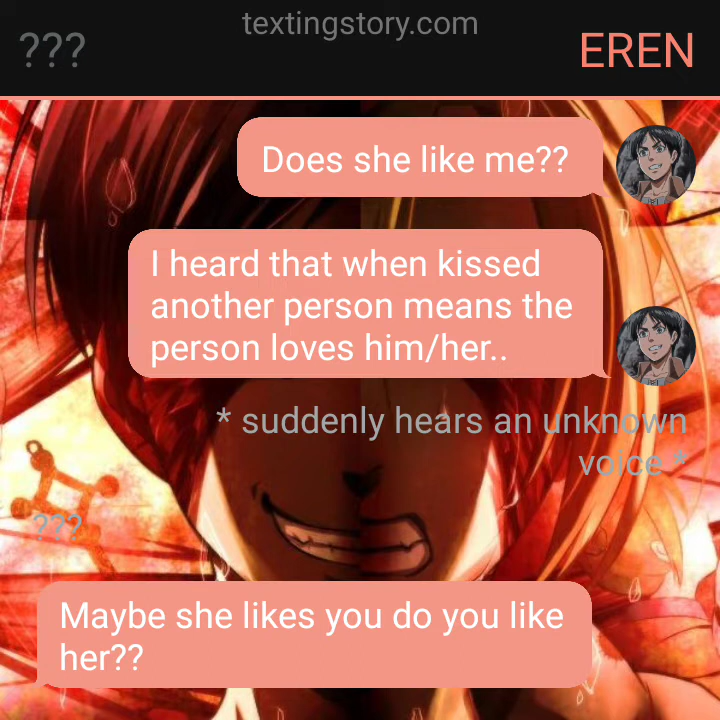 textingstory.com
??? EREN
Does she like me??
I heard that when kissed
another person means the
person loves him/her..
* suddenly hears an unknown
voice *
???
Maybe she likes you do you like
her??